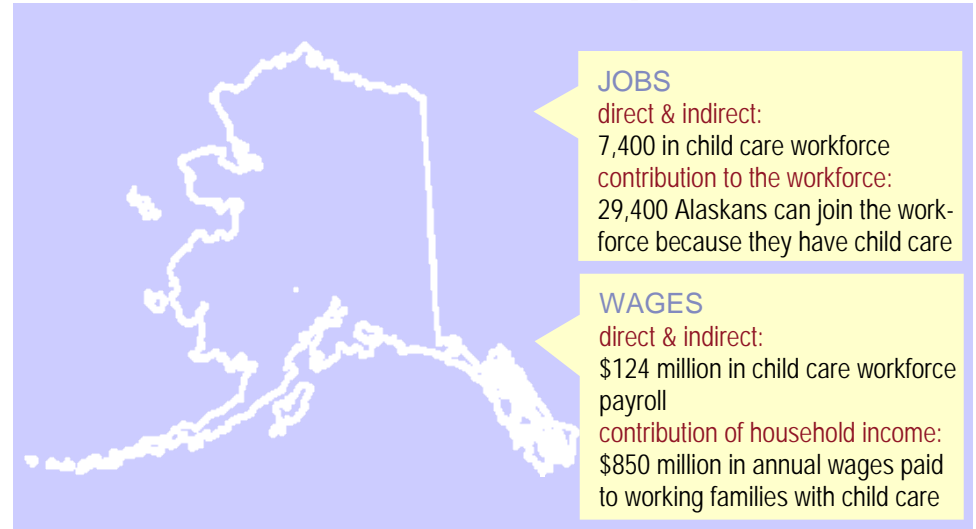 JOBS
direct & indirect:
7,400 in child care workforce
contribution to the workforce:
29,400 Alaskans can join the work-
force because they have child care
WAGES
direct & indirect:
$124 million in child care workforce
payroll
contribution of household income:
$850 million in annual wages paid
to working families with child care